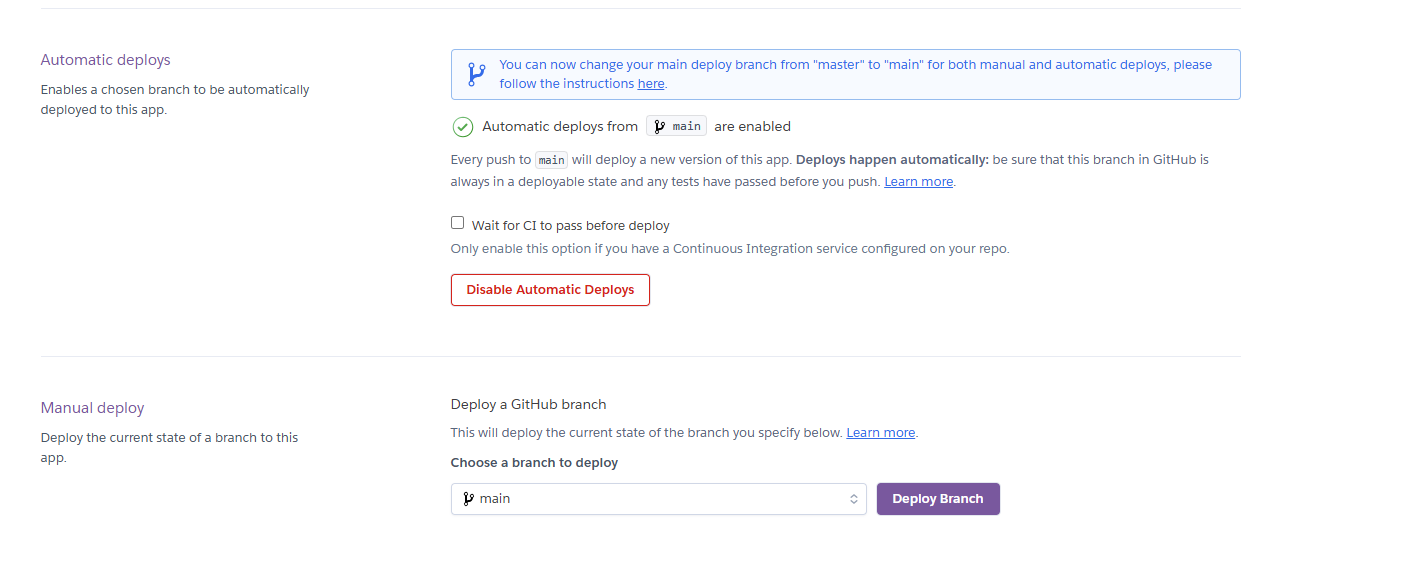 Automatic deploys
Enables a chosen branch to be automatically
deployed to this app.
You can now change your main deploy branch from "master" to "main" for both manual and automatic deploys, please
follow the instructions here.
Automatic deploys from main are enabled
Every push to main will deploy a new version of this app. Deploys happen automatically: be sure that this branch in GitHub is
always in a deployable state and any tests have passed before you push. Learn more.
Wait for CI to pass before deploy
Only enable this option if you have a Continuous Integration service configured on your repo.
Disable Automatic Deploys
Manual deploy
Deploy the current state of a branch to this
app.
Deploy a GitHub branch
This will deploy the current state of the branch you specify below. Learn more.
Choose a branch to deploy
main
Deploy Branch